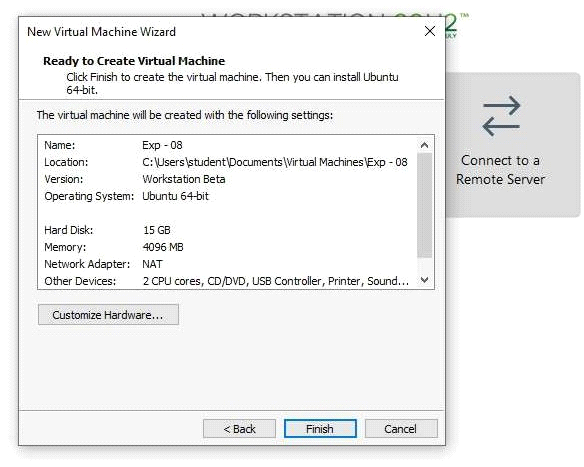 WORKSTATION 22H2™
New Virtual Machine Wizard
Ready to Create Virtual Machine
Click Finish to create the virtual machine. Then you can install Ubuntu
64-bit.
The virtual machine will be created with the following settings:
Name: Exp - 08
Location: C:\Users\student\Documents\Virtual Machines\Exp - 08
Version: Workstation Beta
Operating System: Ubuntu 64-bit
Hard Disk: 15 GB
Memory: 4096 MB
Network Adapter: NAT
Other Devices: 2 CPU cores, CD/DVD, USB Controller, Printer, Sound...
Customize Hardware...
< Back Finish Cancel
Connect to a
Remote Server